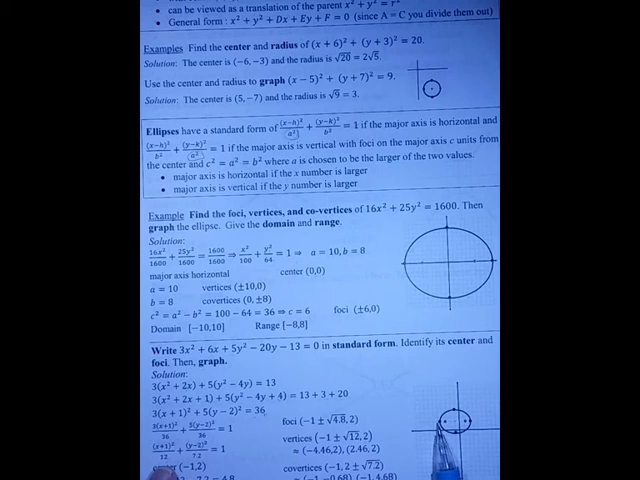 • can be viewed as a translation of the parent x² + y² = r²
• General form : x² + y² + Dx + Ey + F = 0 (since A = C you divide them out)
Examples Find the center and radius of (x + 6)² + (y + 3)² = 20.
Solution: The center is (−6, −3) and the radius is √20 = 2√5.
Use the center and radius to graph (x − 5)² + (y + 7)² = 9.
Solution: The center is (5, −7) and the radius is √9 = 3.
Ellipses have a standard form of (x−h)²/a² + (y−k)²/b² = 1 if the major axis is horizontal and
(x−h)²/b² + (y−k)²/a² = 1 if the major axis is vertical with foci on the major axis c units from
the center and c² = a² = b² where a is chosen to be the larger of the two values.
• major axis is horizontal if the x number is larger
• major axis is vertical if the y number is larger
Example Find the foci, vertices, and co-vertices of 16x² + 25y² = 1600. Then
graph the ellipse. Give the domain and range.
Solution:
16x²/1600 + 25y²/1600 = 1600/1600 ⇒ x²/100 + y²/64 = 1 ⇒ a = 10, b = 8
major axis horizontal center (0,0)
a = 10 vertices (±10,0)
b = 8 covertices (0, ±8)
c² = a² − b² = 100 − 64 = 36 ⇒ c = 6 foci (±6,0)
Domain [−10,10] Range [−8,8]
Write 3x² + 6x + 5y² − 20y − 13 = 0 in standard form. Identify its center and
foci. Then, graph.
Solution:
3(x² + 2x) + 5(y² − 4y) = 13
3(x² + 2x + 1) + 5(y² − 4y + 4) = 13 + 3 + 20
3(x + 1)² + 5(y − 2)² = 36
3(x+1)²/36 + 5(y−2)²/36 = 1 foci (−1 ± √4.8, 2)
(x+1)²/12 + (y−2)²/7.2 = 1 vertices (−1 ± √12, 2)
≈ (−4.46,2), (2.46, 2)
center (−1,2) covertices (−1, 2 ± √7.2)
7.2 = 4.8 ≈ (−1, −0.68), (−1, 4.68)